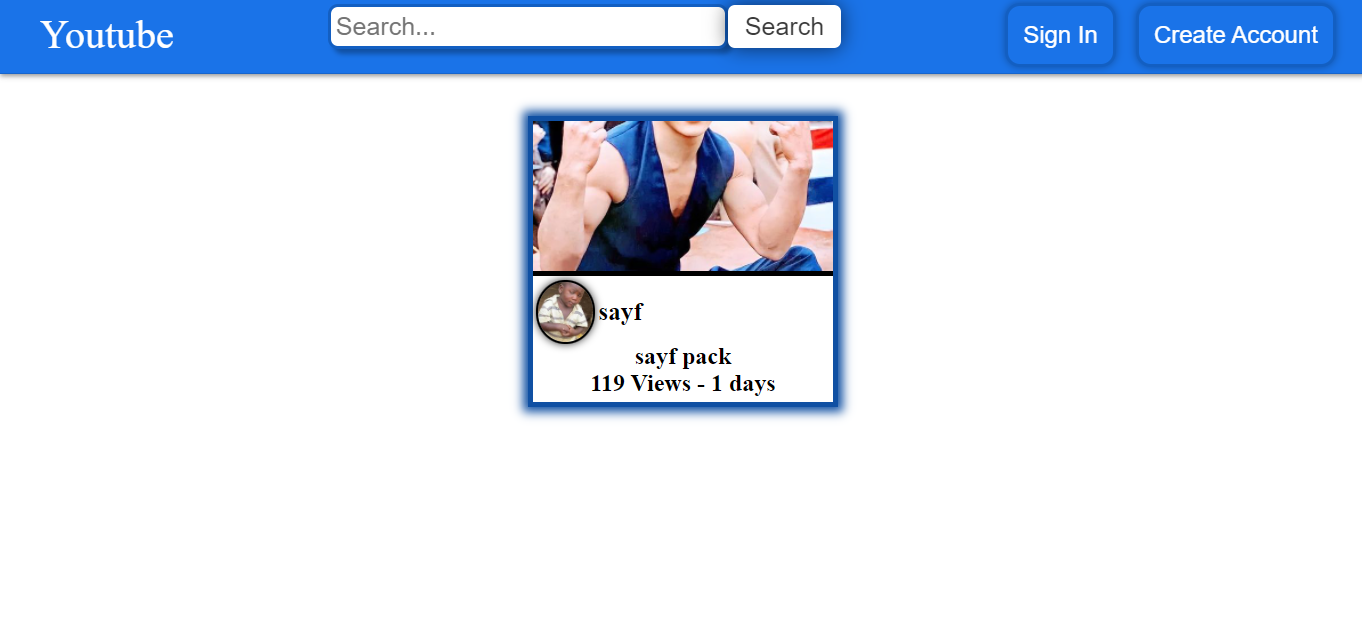 Youtube
Search...
Search
Sign In
Create Account
sayf
sayf pack
119 Views - 1 days